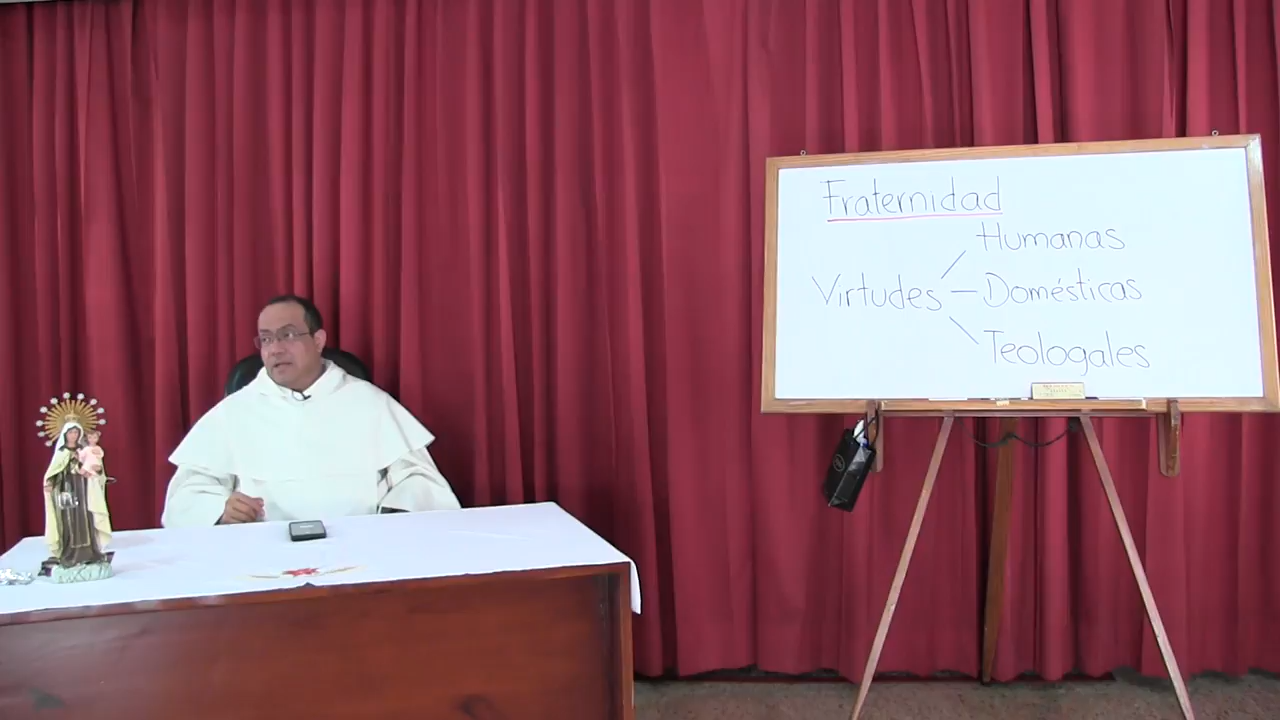 Fraternidad
Humanas
Virtudes — Domésticas
Teologales